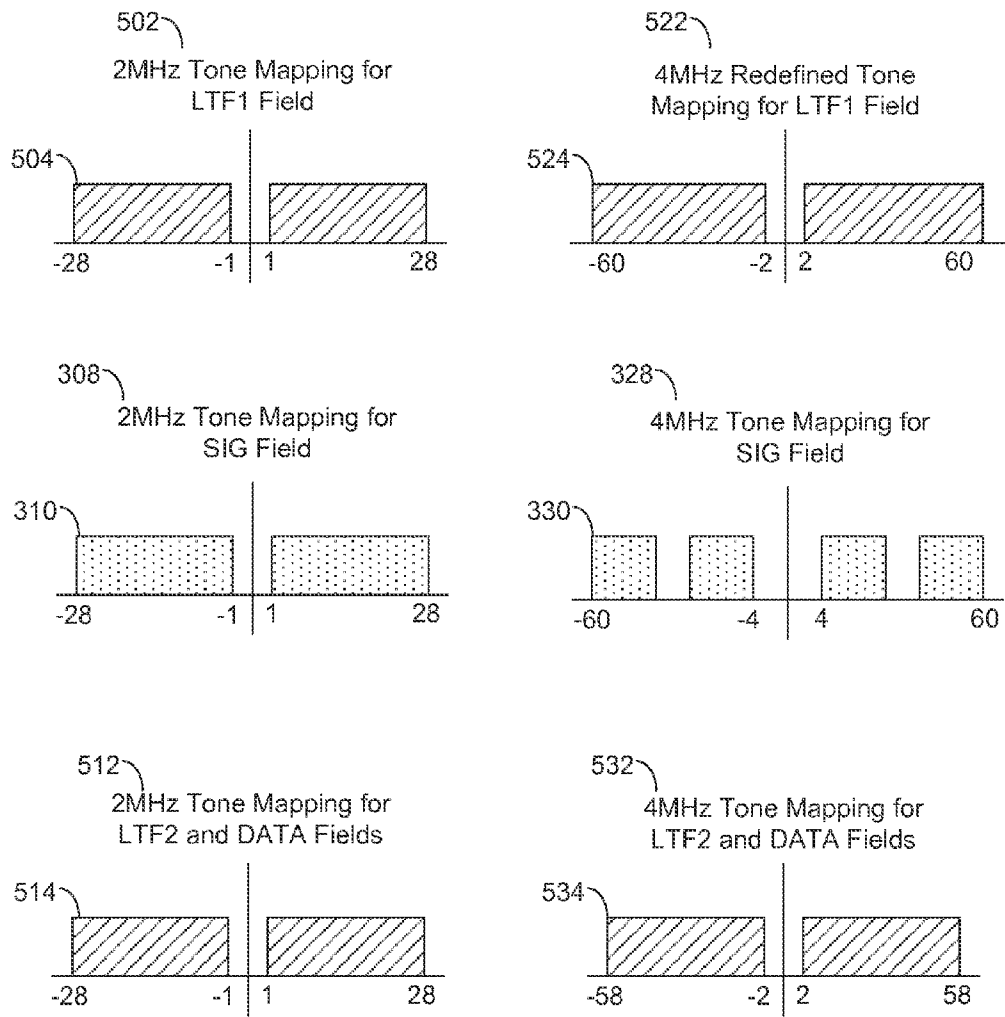 502
2MHz Tone Mapping for
LTF1 Field
504
-28 -1 1 28
522
4MHz Redefined Tone
Mapping for LTF1 Field
524
-60 -2 2 60
308
2MHz Tone Mapping for
SIG Field
310
-28 -1 1 28
328
4MHz Tone Mapping for
SIG Field
330
-60 -4 4 60
512
2MHz Tone Mapping for
LTF2 and DATA Fields
514
-28 -1 1 28
532
4MHz Tone Mapping for
LTF2 and DATA Fields
534
-58 -2 2 58